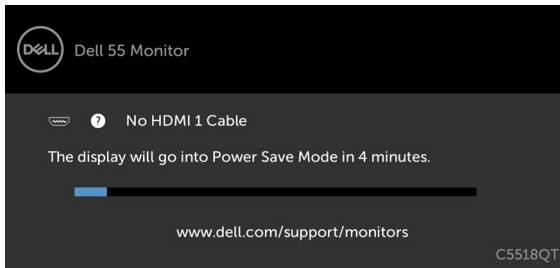 DELL
Dell 55 Monitor
? No HDMI 1 Cable
The display will go into Power Save Mode in 4 minutes.
www.dell.com/support/monitors
C5518QT